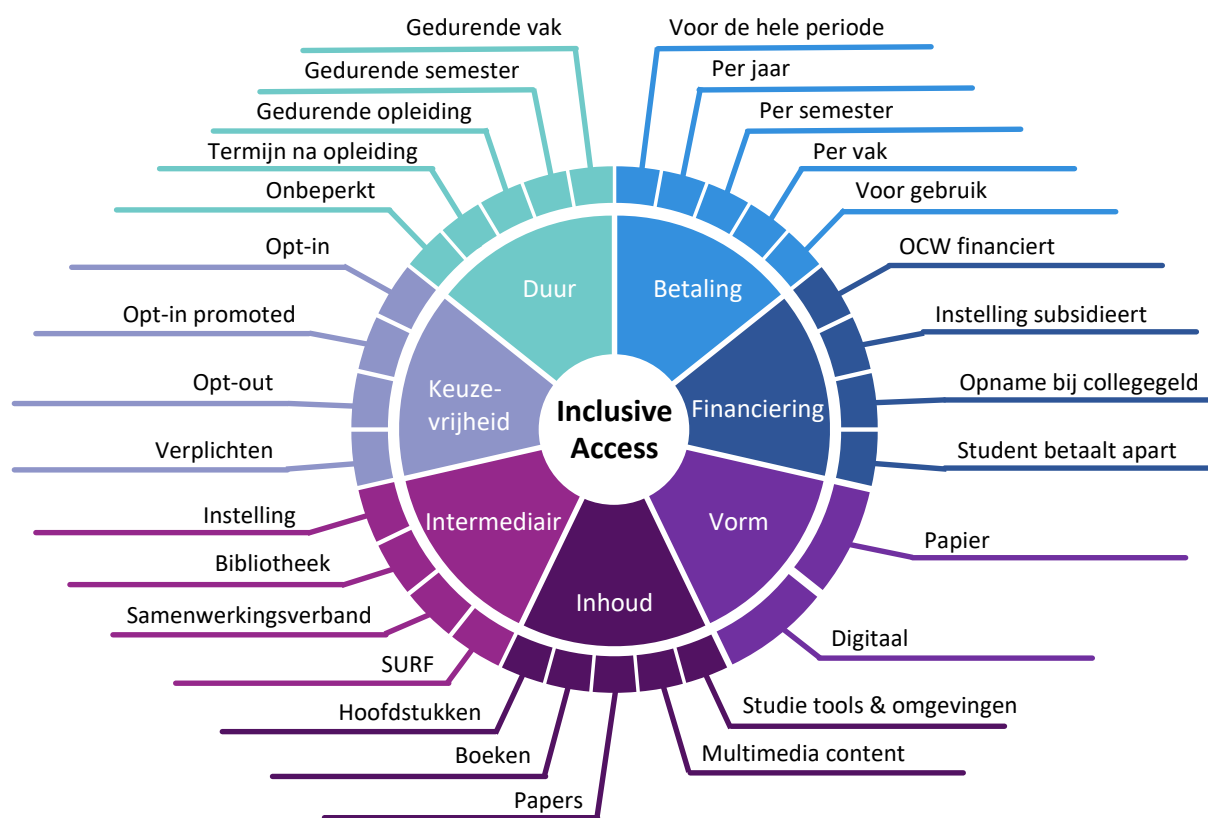 Gedurende vak
Gedurende semester
Gedurende opleiding
Termijn na opleiding
Onbeperkt
Opt-in
Opt-in promoted
Opt-out
Verplichten
Instelling
Bibliotheek
Samenwerkingsverband
SURF
Hoofdstukken
Boeken
Papers
Voor de hele periode
Per jaar
Per semester
Per vak
Voor gebruik
OCW financiert
Instelling subsidieert
Opname bij collegegeld
Student betaalt apart
Papier
Digitaal
Studie tools & omgevingen
Multimedia content
Duur
Betaling
Keuze-
vrijheid
Financiering
Intermediair
Vorm
Inhoud
Inclusive
Access